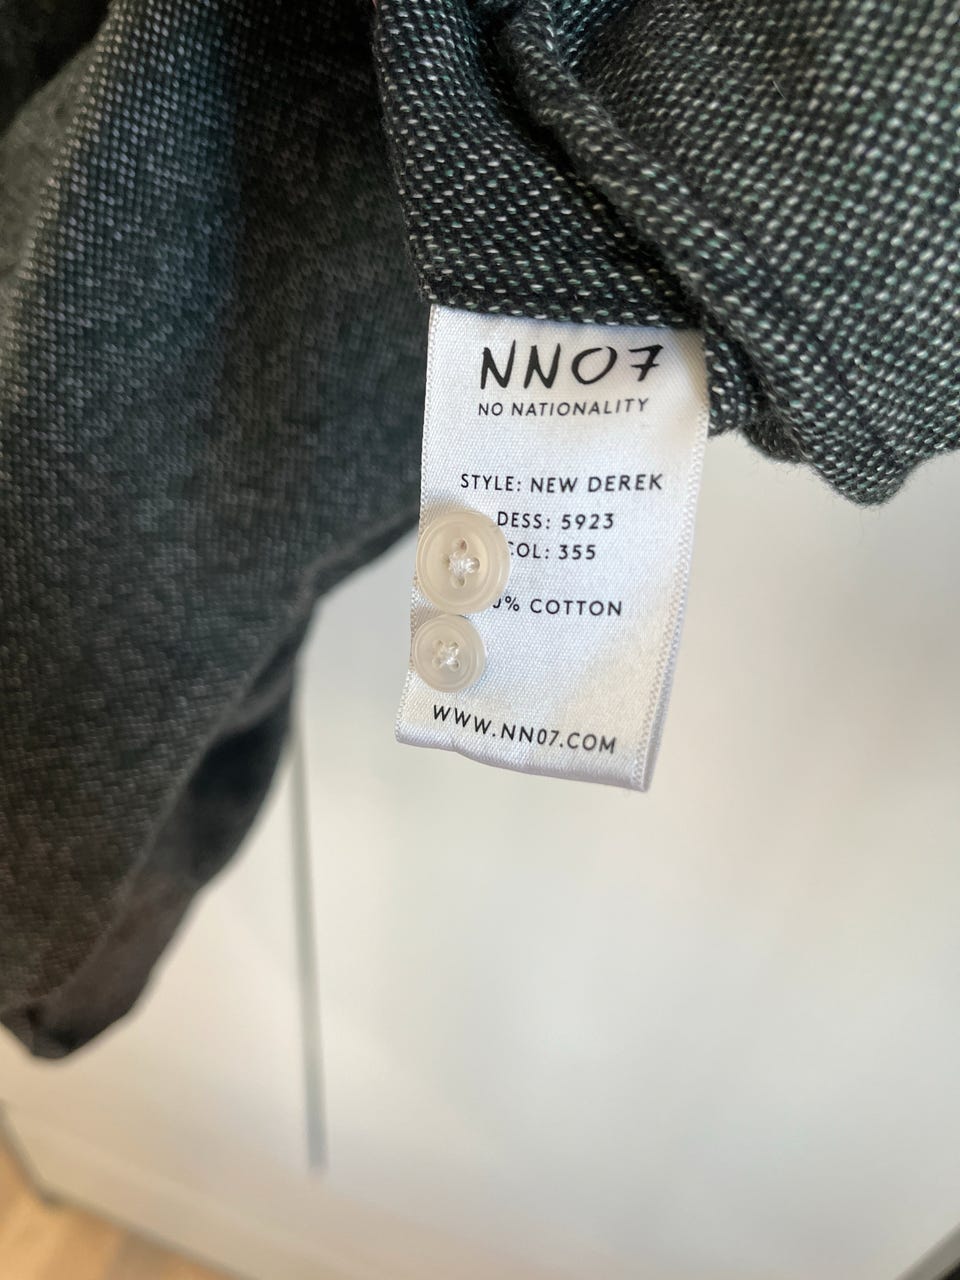 NN07
NO NATIONALITY
STYLE: NEW DEREK
DESS: 5923
COL: 355
% COTTON
WWW.NN07.COM